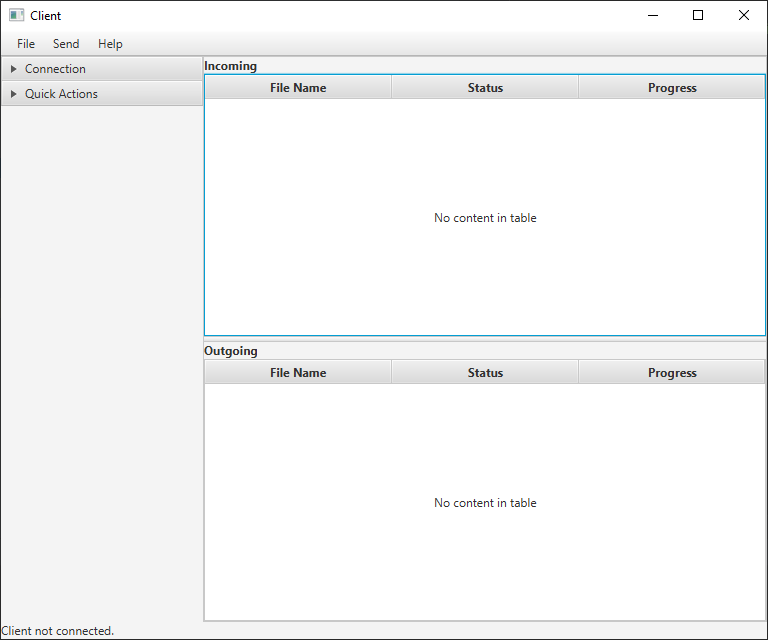 Client
File Send Help
Connection
Quick Actions
Incoming
File Name Status Progress
No content in table
Outgoing
File Name Status Progress
No content in table
Client not connected.